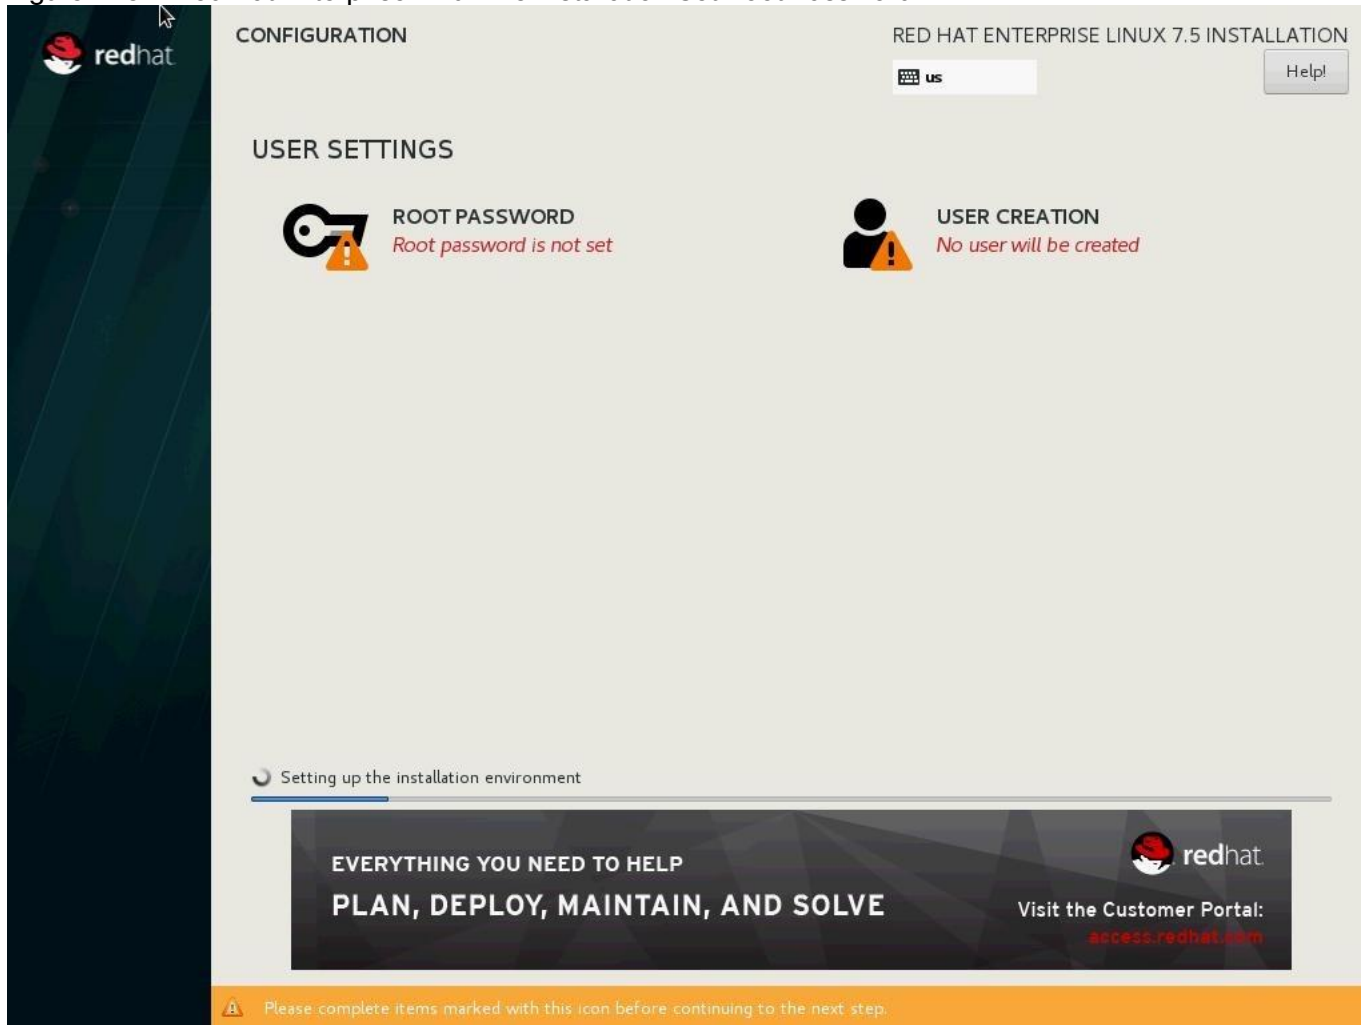 redhat
CONFIGURATION
RED HAT ENTERPRISE LINUX 7.5 INSTALLATION
us
Help!
USER SETTINGS
ROOT PASSWORD
Root password is not set
USER CREATION
No user will be created
Setting up the installation environment
EVERYTHING YOU NEED TO HELP
PLAN, DEPLOY, MAINTAIN, AND SOLVE
redhat.
Visit the Customer Portal:
access.redhat.com
Please complete items marked with this icon before continuing to the next step.